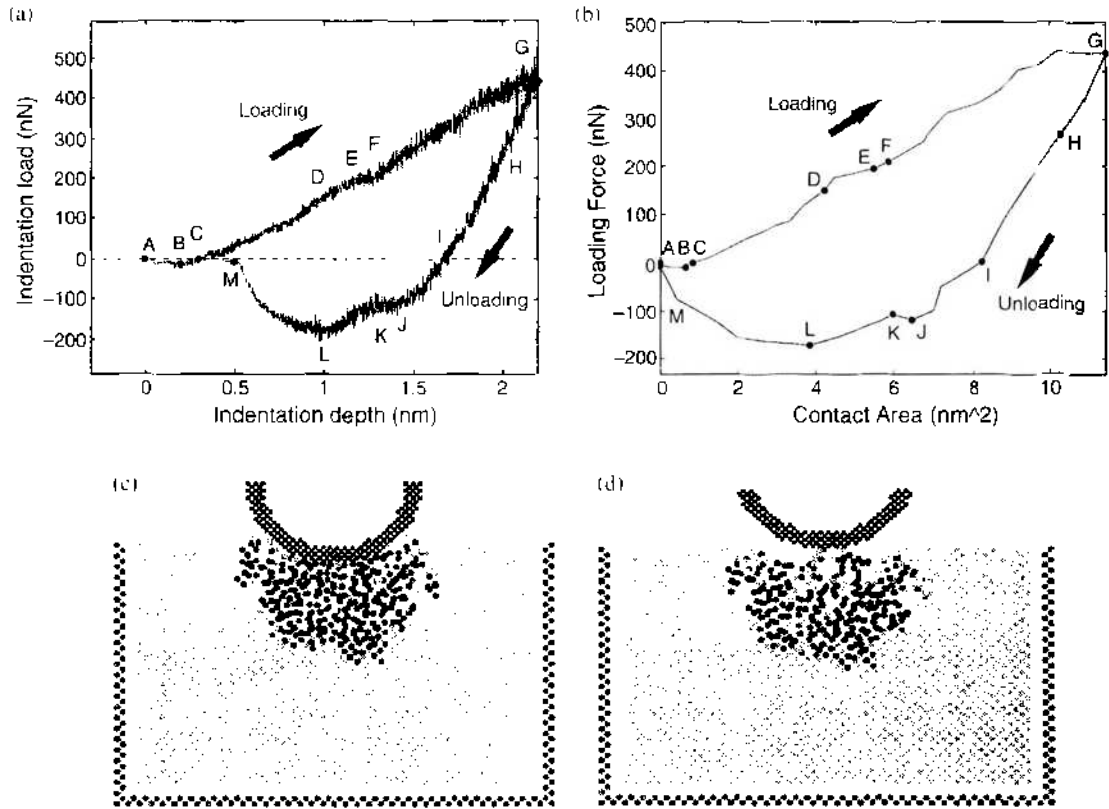 (a)
500
400
300
200
100
0
-100
-200
Indentation load (nN)
Loading
Unloading
A
B
C
D
E
F
G
H
I
J
K
L
M
0
0.5
1
1.5
2
Indentation depth (nm)
(b)
500
400
300
200
100
0
-100
-200
Loading Force (nN)
Loading
Unloading
A
B
C
D
E
F
G
H
I
J
K
L
M
0
2
4
6
8
10
Contact Area (nm^2)
(c)
(d)